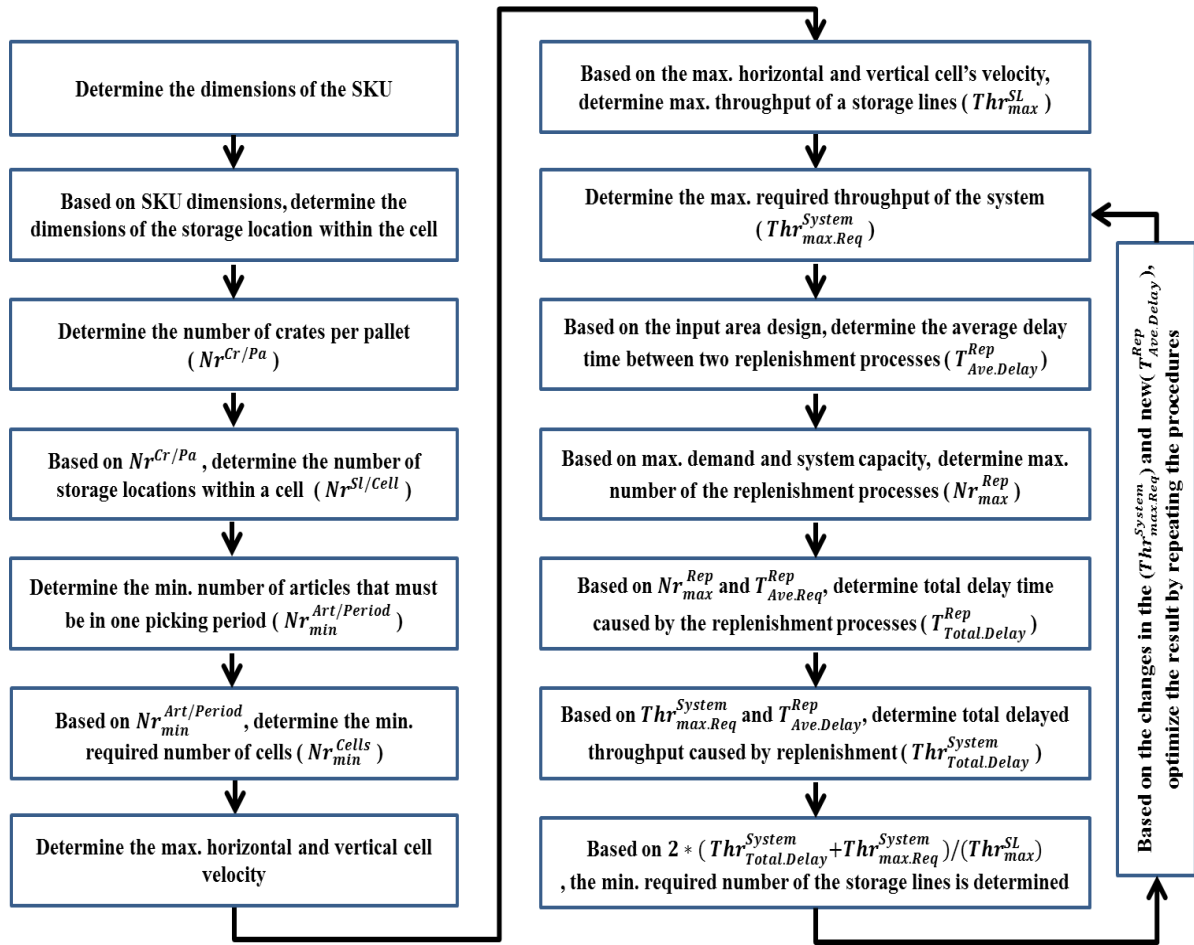 Determine the dimensions of the SKU
Based on SKU dimensions, determine the
dimensions of the storage location within the cell
Determine the number of crates per pallet
( Nr^{Cr/Pa} )
Based on Nr^{Cr/Pa} , determine the number of
storage locations within a cell ( Nr^{Sl/Cell} )
Determine the min. number of articles that must
be in one picking period ( Nr_{min}^{Art/Period} )
Based on Nr_{min}^{Art/Period}, determine the min.
required number of cells ( Nr_{min}^{Cells} )
Determine the max. horizontal and vertical cell
velocity
Based on the max. horizontal and vertical cell’s velocity,
determine max. throughput of a storage lines ( Thr_{max}^{SL} )
Determine the max. required throughput of the system
( Thr_{max.Req}^{System} )
Based on the input area design, determine the average delay
time between two replenishment processes ( T_{Ave.Delay}^{Rep} )
Based on max. demand and system capacity, determine max.
number of the replenishment processes ( Nr_{max}^{Rep} )
Based on Nr_{max}^{Rep} and T_{Ave.Req}^{Rep}, determine total delay time
caused by the replenishment processes ( T_{Total.Delay}^{Rep} )
Based on Thr_{max.Req}^{System} and T_{Ave.Delay}^{Rep}, determine total delayed
throughput caused by replenishment ( Thr_{Total.Delay}^{System} )
Based on 2 * ( Thr_{Total.Delay}^{System}+Thr_{max.Req}^{System} )/(Thr_{max}^{SL} )
, the min. required number of the storage lines is determined
Based on the changes in the (Thr_{max.Req}^{System}) and new( T_{Ave.Delay}^{Rep}),
optimize the result by repeating the procedures